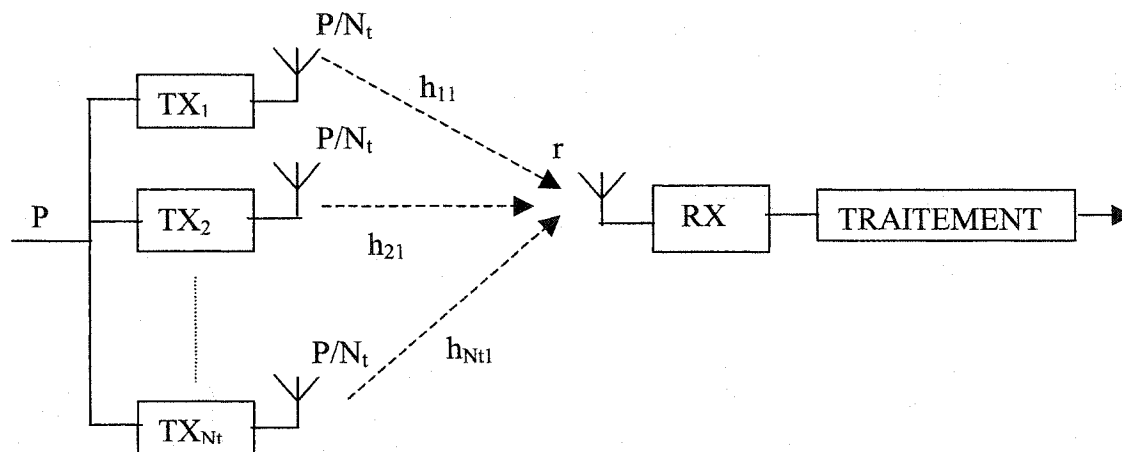 P/Nₜ
TX₁
h₁₁
P/Nₜ
r
P
TX₂
RX
TRAITEMENT
h₂₁
P/Nₜ
h_Nt1
TX_Nt